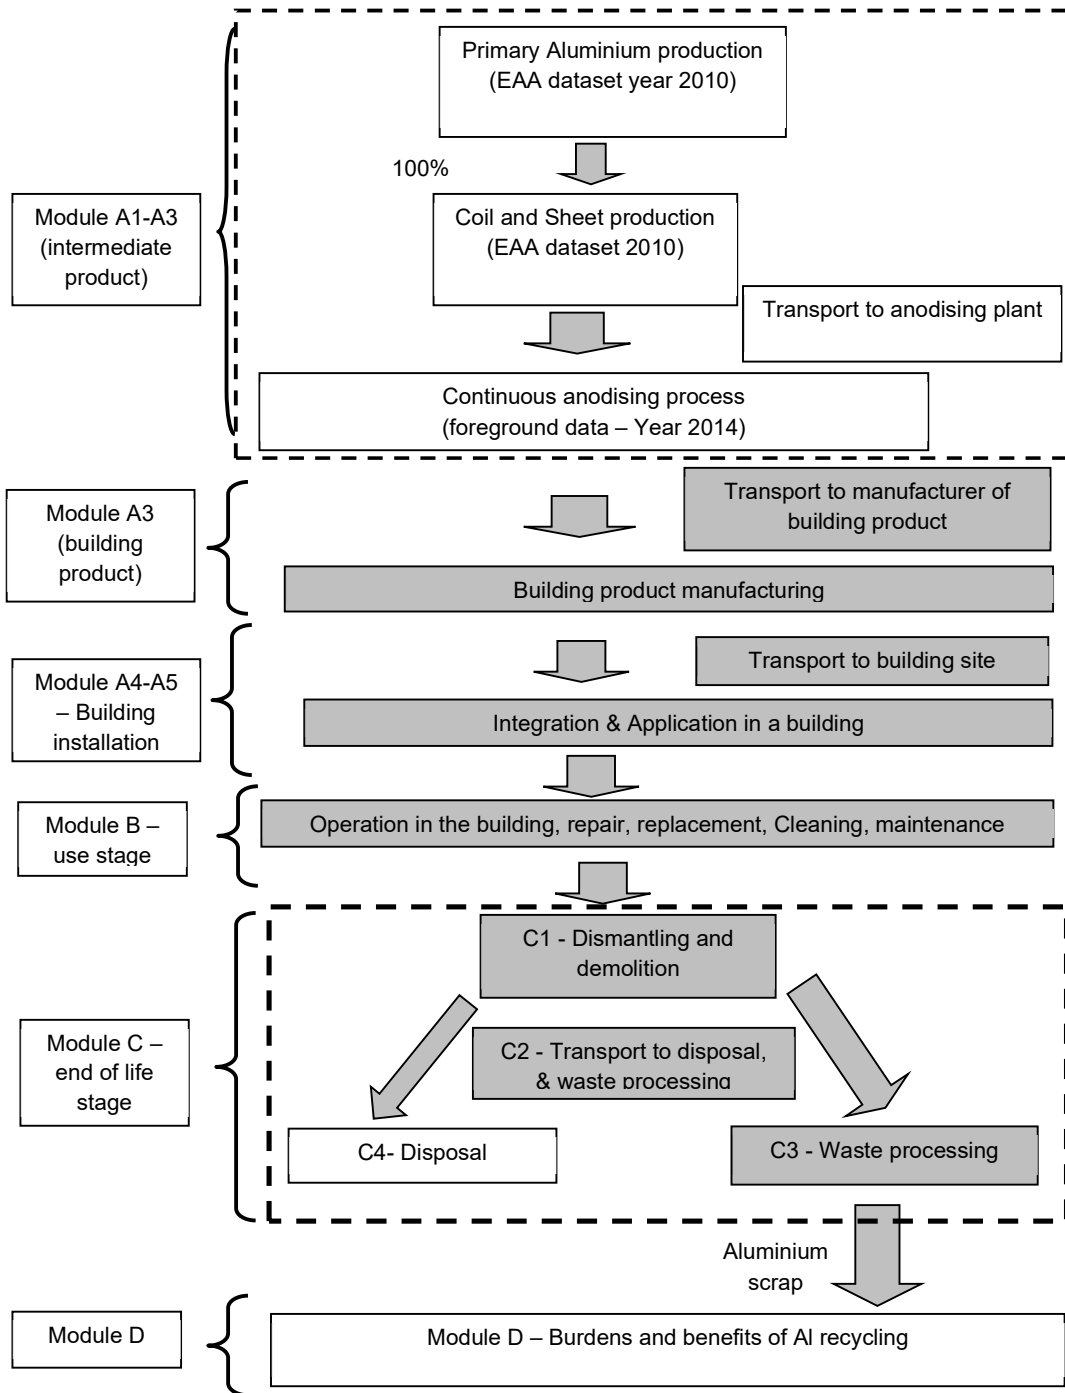 Primary Aluminium production
(EAA dataset year 2010)
100%
Module A1-A3
(intermediate
product)
Coil and Sheet production
(EAA dataset 2010)
Transport to anodising plant
Continuous anodising process
(foreground data – Year 2014)
Module A3
(building
product)
Transport to manufacturer of
building product
Building product manufacturing
Module A4-A5
– Building
installation
Transport to building site
Integration & Application in a building
Module B –
use stage
Operation in the building, repair, replacement, Cleaning, maintenance
Module C –
end of life
stage
C1 - Dismantling and
demolition
C2 - Transport to disposal,
& waste processing
C4- Disposal
C3 - Waste processing
Aluminium
scrap
Module D
Module D – Burdens and benefits of Al recycling